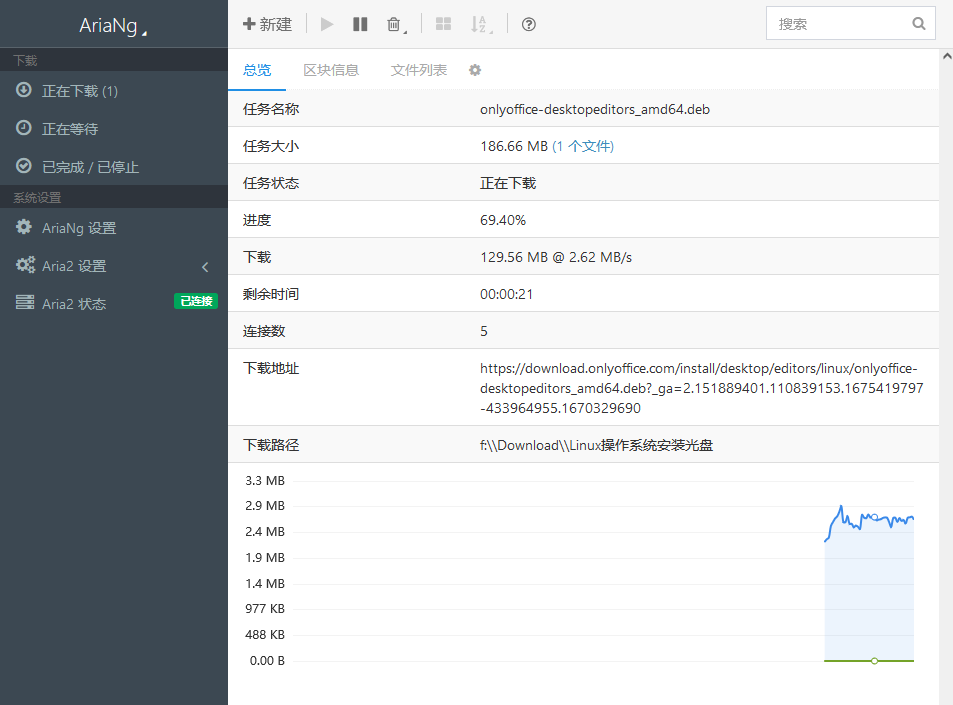 AriaNg
新建
搜索
下载
正在下载 (1)
正在等待
已完成 / 已停止
系统设置
AriaNg 设置
Aria2 设置
Aria2 状态
已连接
总览 区块信息 文件列表
任务名称 onlyoffice-desktopeditors_amd64.deb
任务大小 186.66 MB (1 个文件)
任务状态 正在下载
进度 69.40%
下载 129.56 MB @ 2.62 MB/s
剩余时间 00:00:21
连接数 5
下载地址 https://download.onlyoffice.com/install/desktop/editors/linux/onlyoffice-
desktopeditors_amd64.deb?_ga=2.151889401.110839153.1675419797
-433964955.1670329690
下载路径 f:\\Download\\Linux操作系统安装光盘
3.3 MB
2.9 MB
2.4 MB
1.9 MB
1.4 MB
977 KB
488 KB
0.00 B